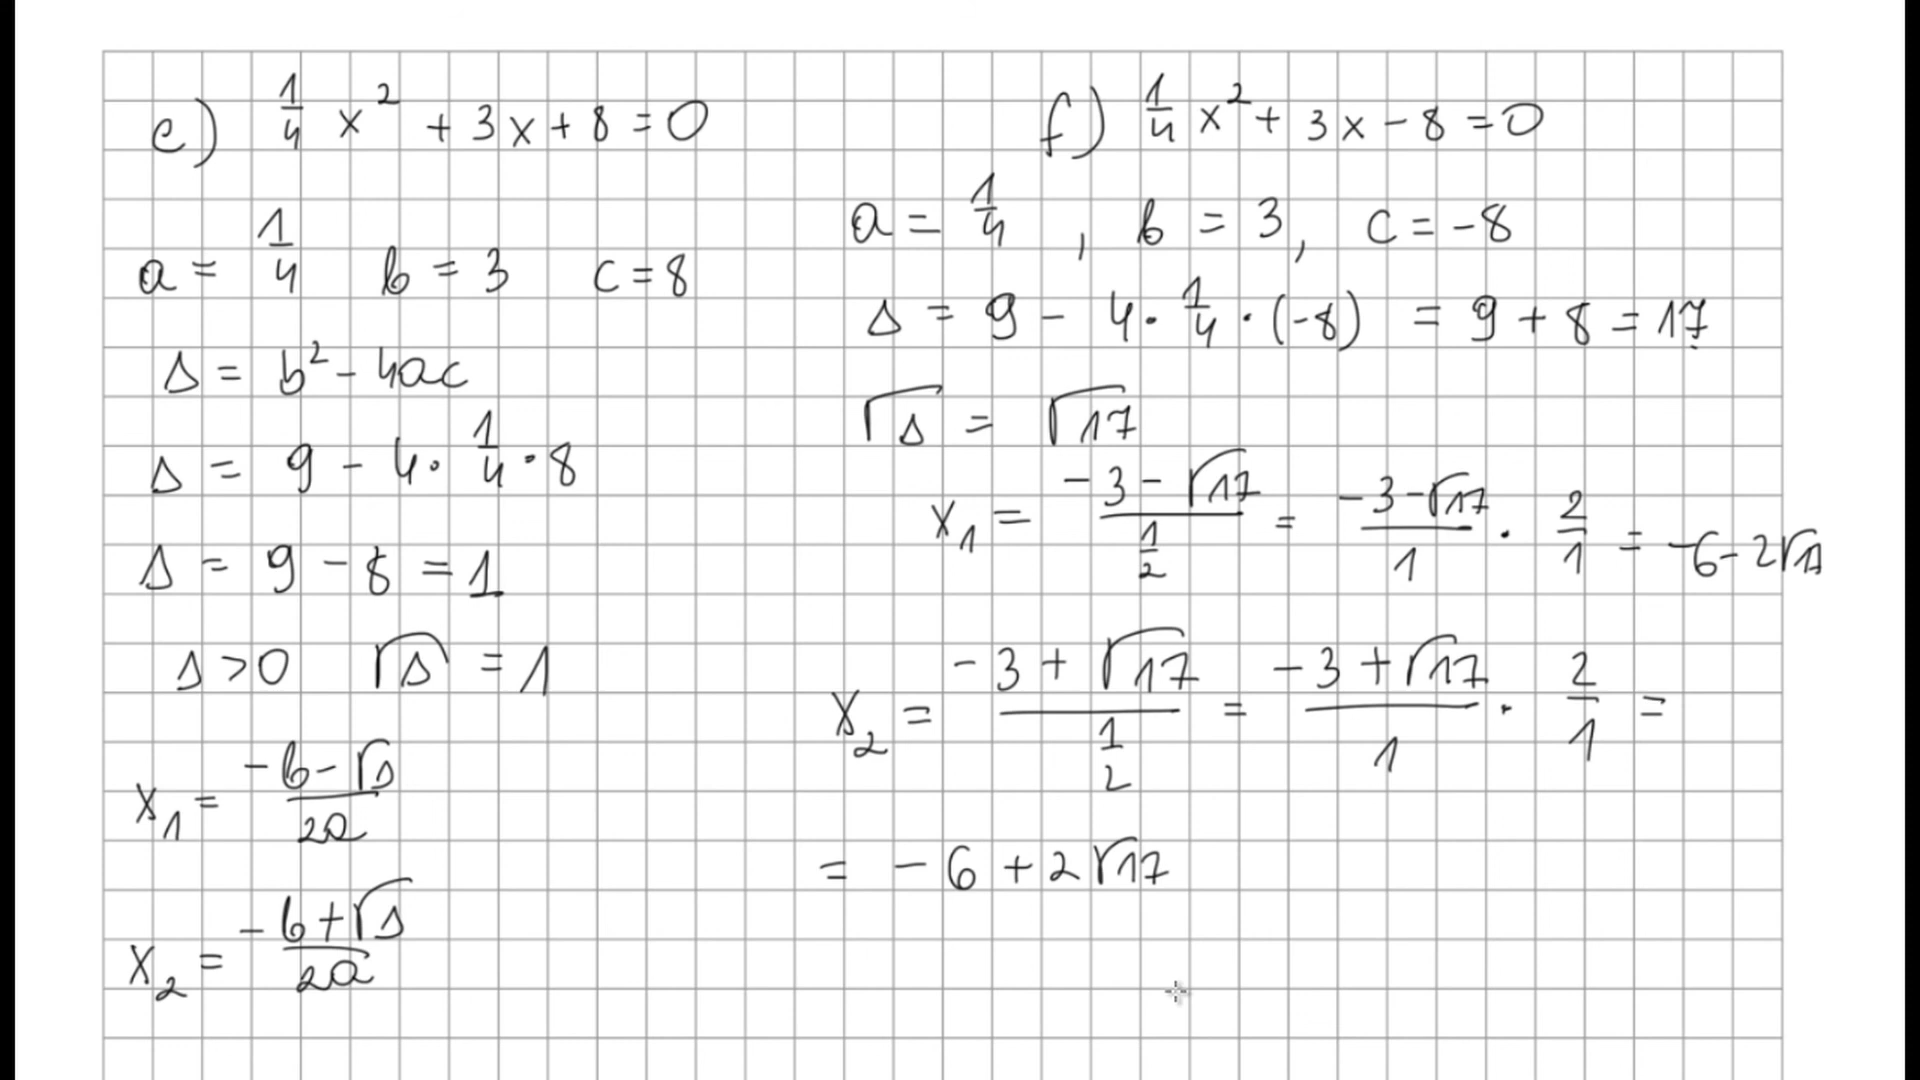 e) 1/4 x² + 3x + 8 = 0
a = 1/4 b = 3 c = 8
Δ = b² - 4ac
Δ = 9 - 4 · 1/4 · 8
Δ = 9 - 8 = 1
Δ > 0 √Δ = 1
x₁ = (-b - √Δ)/2a
x₂ = (-b + √Δ)/2a
f) 1/4 x² + 3x - 8 = 0
a = 1/4 , b = 3 , c = -8
Δ = 9 - 4 · 1/4 · (-8) = 9 + 8 = 17
√Δ = √17
x₁ = (-3 - √17)/(1/2) = (-3 - √17)/1 · 2/1 = -6 - 2√17
x₂ = (-3 + √17)/(1/2) = (-3 + √17)/1 · 2/1 =
= -6 + 2√17